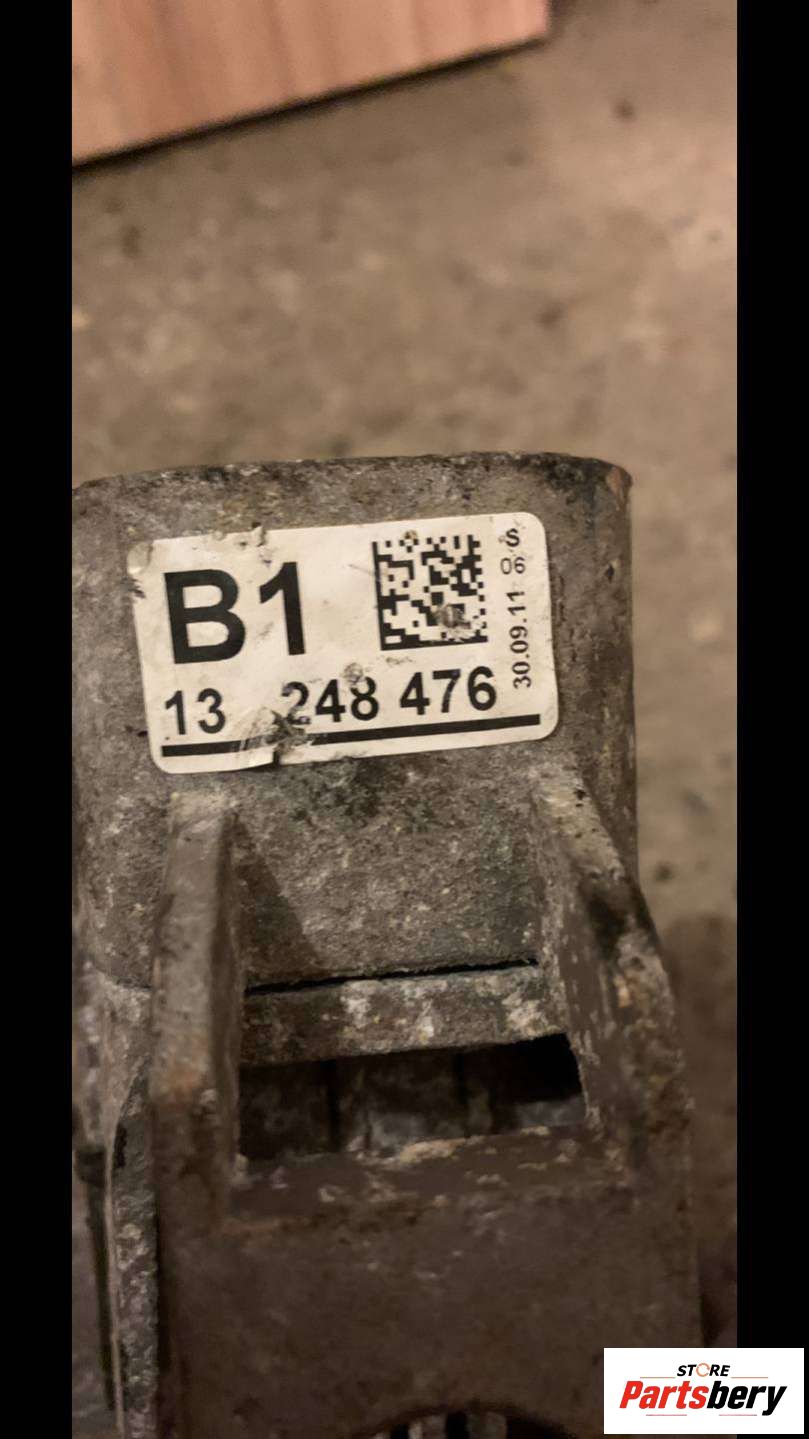 B1
S
06
30.09.11
13 248 476
STORE
Partsbery